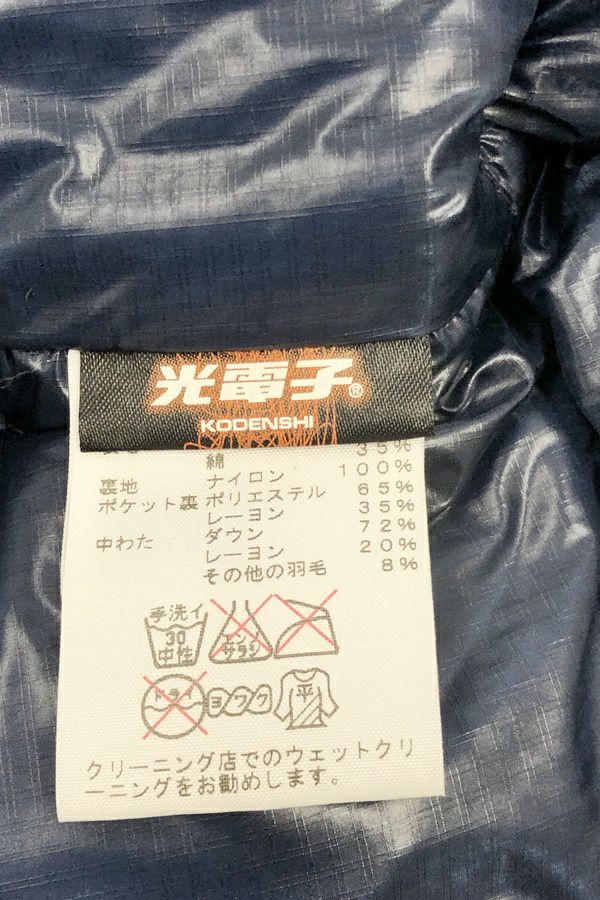 光電子®
KODENSHI
35%
綿
裏地 ナイロン 100%
ポケット裏 ポリエステル 65%
レーヨン 35%
中わた ダウン 72%
レーヨン 20%
その他の羽毛 8%
手洗イ
30
中性
エンソ
サラシ
ドライ
ヨワク
平
クリーニング店でのウェットクリ
ーニングをお勧めします。